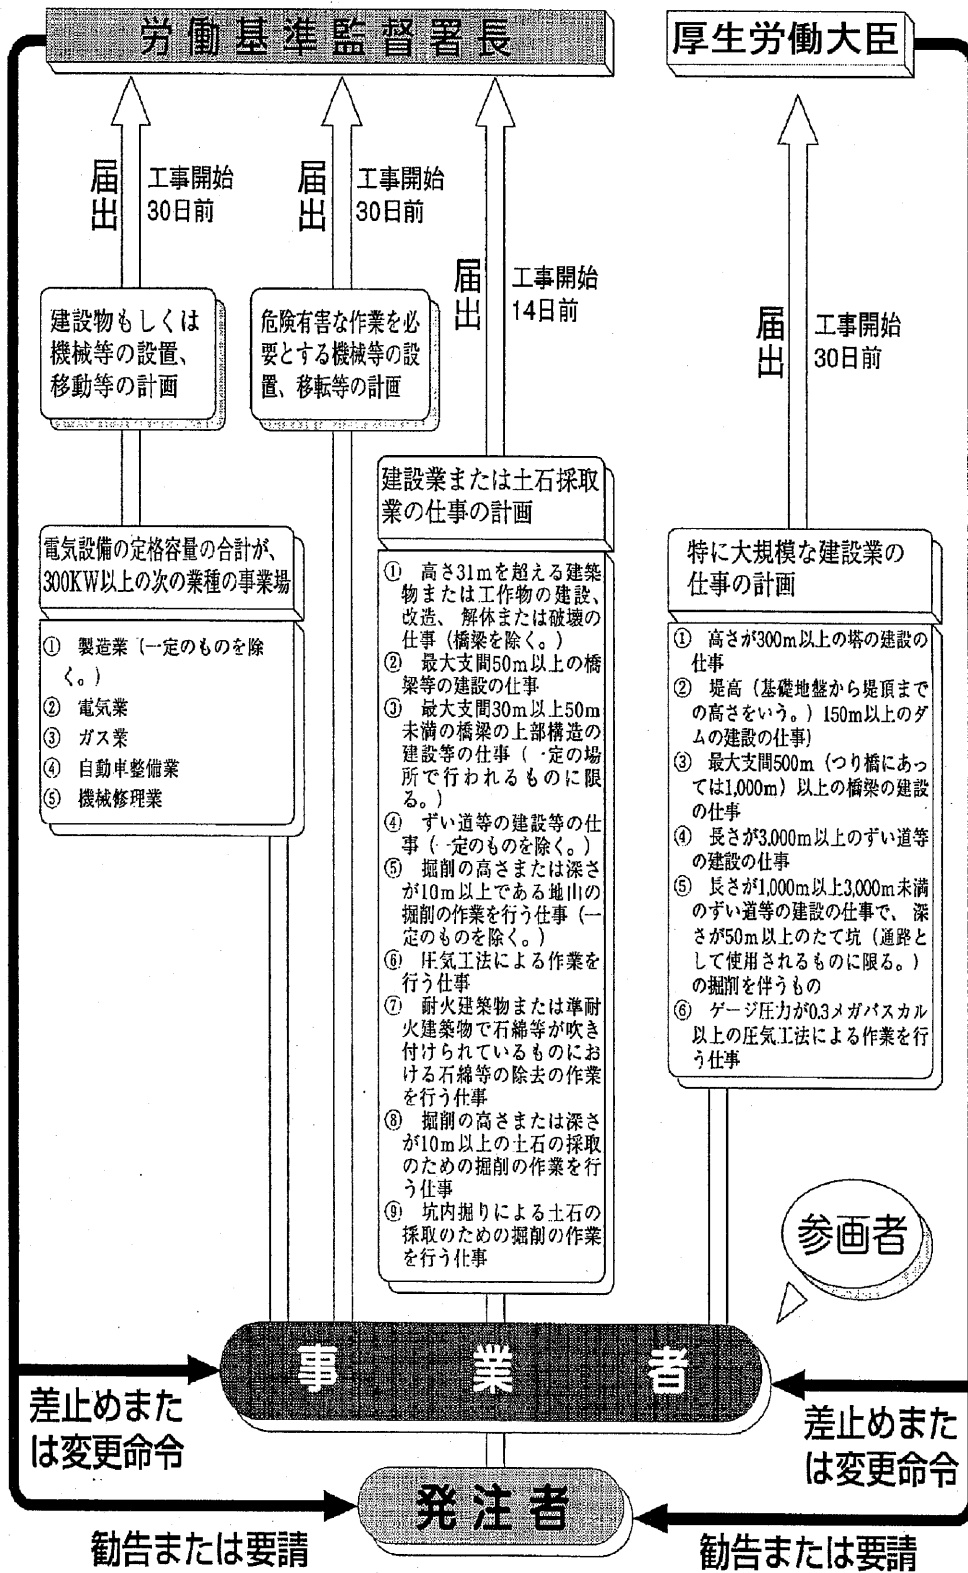 労働基準監督署長
厚生労働大臣
届出
工事開始
30日前
届出
工事開始
30日前
届出
工事開始
14日前
届出
工事開始
30日前
建設物もしくは
機械等の設置、
移動等の計画
危険有害な作業を必
要とする機械等の設
置、移転等の計画
電気設備の定格容量の合計が、
300KW以上の次の業種の事業場
① 製造業（一定のものを除
く。）
② 電気業
③ ガス業
④ 自動車整備業
⑤ 機械修理業
建設業または土石採取
業の仕事の計画
① 高さ31mを超える建築
物または工作物の建設、
改造、解体または破壊の
仕事（橋梁を除く。）
② 最大支間50m以上の橋
梁等の建設の仕事
③ 最大支間30m以上50m
未満の橋梁の上部構造の
建設等の仕事（一定の場
所で行われるものに限
る。）
④ ずい道等の建設等の仕
事（一定のものを除く。）
⑤ 掘削の高さまたは深さ
が10m以上である地山の
掘削の作業を行う仕事（一
定のものを除く。）
⑥ 圧気工法による作業を
行う仕事
⑦ 耐火建築物または準耐
火建築物で石綿等が吹き
付けられているものにお
ける石綿等の除去の作業
を行う仕事
⑧ 掘削の高さまたは深さ
が10m以上の土石の採取
のための掘削の作業を行
う仕事
⑨ 坑内掘りによる土石の
採取のための掘削の作業
を行う仕事
特に大規模な建設業の
仕事の計画
① 高さが300m以上の塔の建設の
仕事
② 堤高（基礎地盤から堤頂まで
の高さをいう。）150m以上のダ
ムの建設の仕事）
③ 最大支間500m（つり橋にあっ
ては1,000m）以上の橋梁の建設
の仕事
④ 長さが3,000m以上のずい道等
の建設の仕事
⑤ 長さが1,000m以上3,000m未満
のずい道等の建設の仕事で、深
さが50m以上のたて坑（通路と
して使用されるものに限る。）
の掘削を伴うもの
⑥ ゲージ圧力が0.3メガパスカル
以上の圧気工法による作業を行
う仕事
参画者
事業者
差止めまた
は変更命令
差止めまた
は変更命令
発注者
勧告または要請
勧告または要請